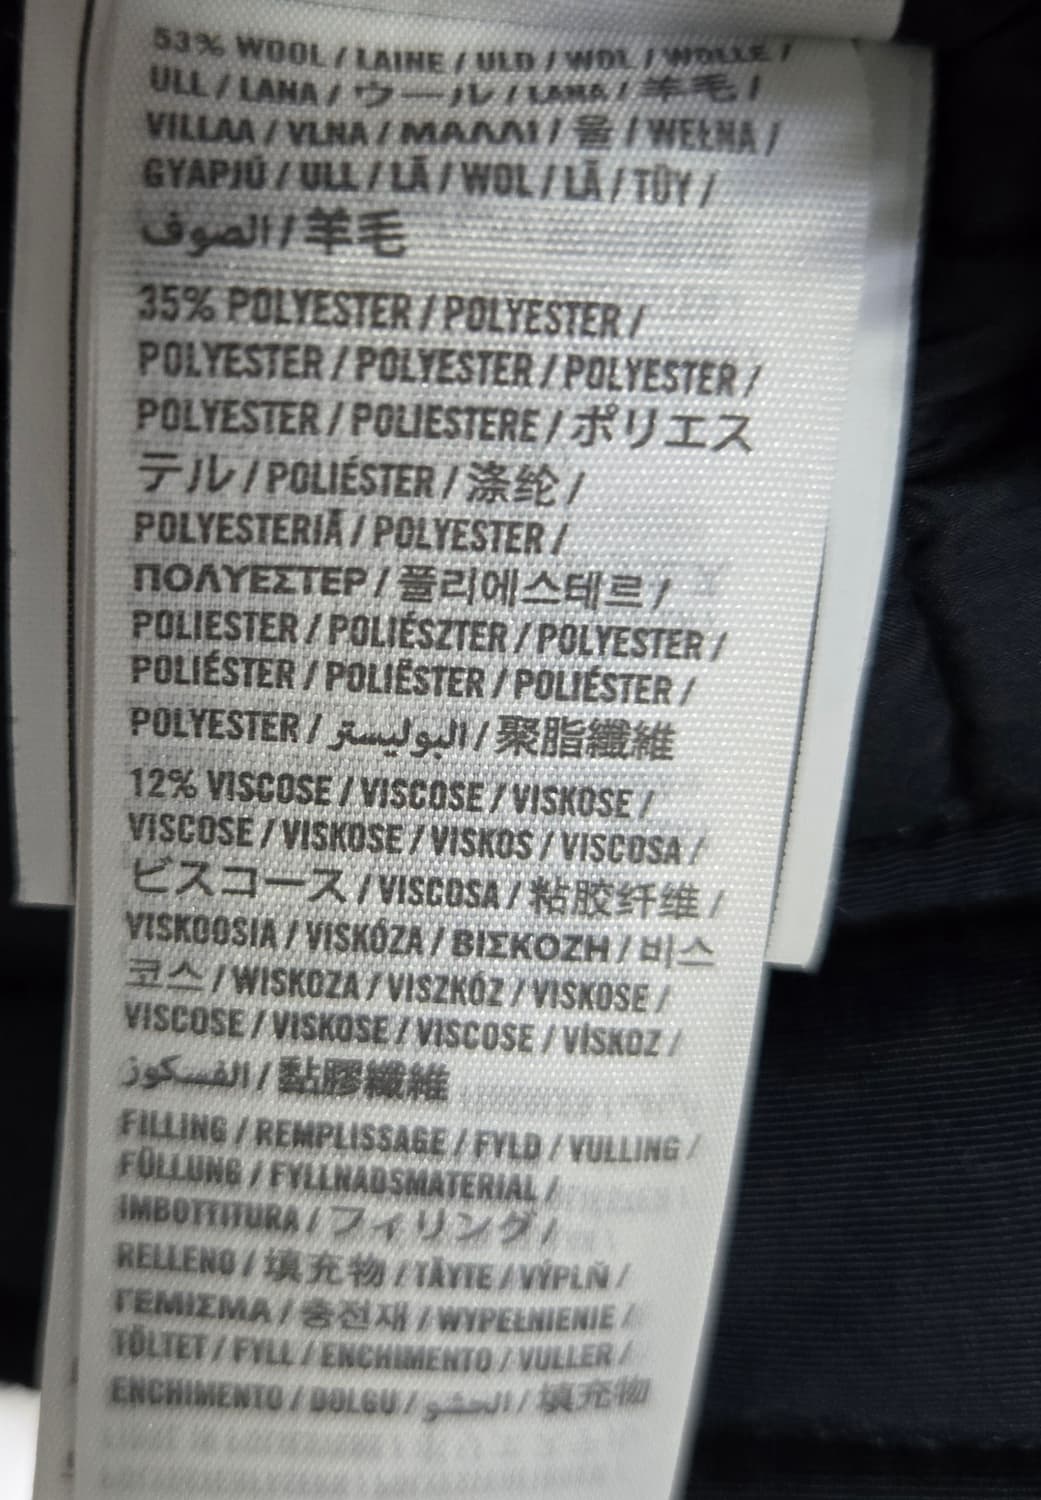 53% WOOL / LAINE / ULD / WOL / WOLLE /
ULL / LANA / ウール / LANA / 羊毛 /
VILLAA / VLNA / ΜΑΛΛΙ / 울 / WEŁNA /
GYAPJÚ / ULL / LÃ / WOL / LÃ / TÜY /
الصوف / 羊毛
35% POLYESTER / POLYESTER /
POLYESTER / POLYESTER / POLYESTER /
POLYESTER / POLIESTERE / ポリエス
テル / POLIÉSTER / 涤纶 /
POLYESTERIÄ / POLYESTER /
ΠΟΛΥΕΣΤΕΡ / 폴리에스테르 /
POLIESTER / POLIÉSZTER / POLYESTER /
POLIÉSTER / POLIËSTER / POLIÉSTER /
POLYESTER / البوليستر / 聚脂纖維
12% VISCOSE / VISCOSE / VISKOSE /
VISCOSE / VISKOSE / VISKOS / VISCOSA /
ビスコース / VISCOSA / 粘胶纤维 /
VISKOOSIA / VISKÓZA / ΒΙΣΚΟΖΗ / 비스
코스 / WISKOZA / VISZKÓZ / VISKOSE /
VISCOSE / VISKOSE / VISCOSE / VİSKOZ /
الفسكوز / 黏膠纖維
FILLING / REMPLISSAGE / FYLD / VULLING /
FÜLLUNG / FYLLNADSMATERIAL /
IMBOTTITURA / フィリング /
RELLENO / 填充物 / TÄYTE / VÝPLŇ /
ΓΕΜΙΣΜΑ / 충전재 / WYPEŁNIENIE /
TÖLTET / FYLL / ENCHIMENTO / VULLER /
ENCHIMENTO / DOLGU / الحشو / 填充物